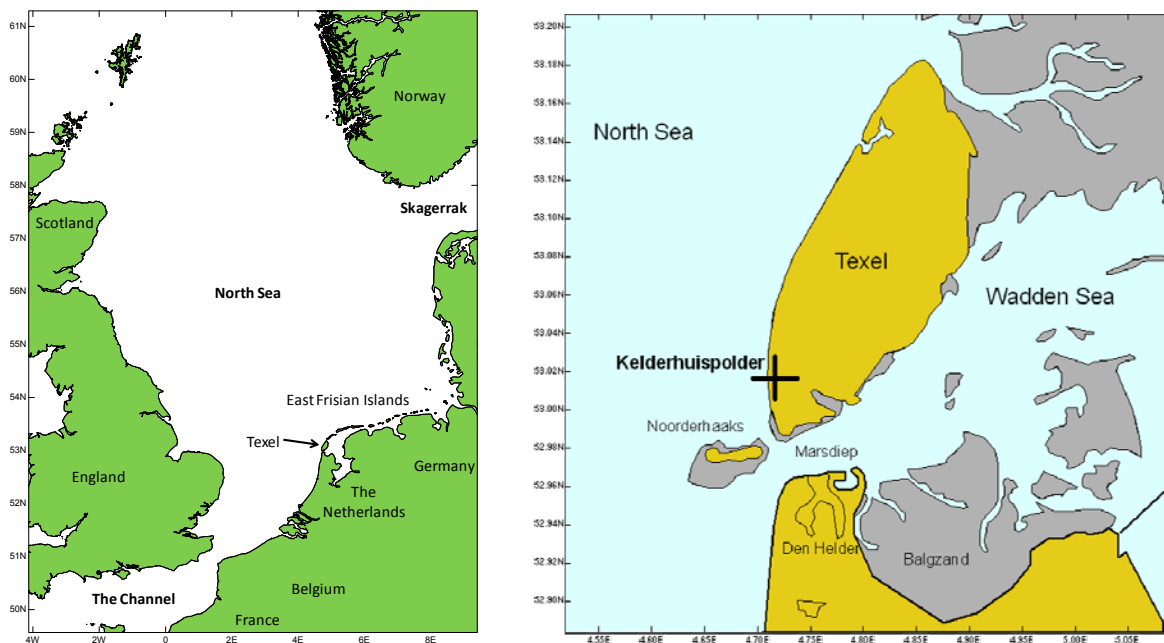 61N
60N
59N
58N
57N
56N
55N
54N
53N
52N
51N
50N
Norway
Skagerrak
Scotland
North Sea
East Frisian Islands
Texel
Germany
England
The
Netherlands
Belgium
The Channel
France
4W 2W 0 2E 4E 6E 8E
53.20N
53.18N
53.16N
53.14N
53.12N
53.10N
53.08N
53.06N
53.04N
53.02N
53.00N
52.98N
52.96N
52.94N
52.92N
52.90N
North Sea
Texel
Wadden Sea
Kelderhuispolder
Noorderhaaks
Marsdiep
Den Helder
Balgzand
4.55E 4.60E 4.65E 4.70E 4.75E 4.80E 4.85E 4.90E 4.95E 5.00E 5.05E